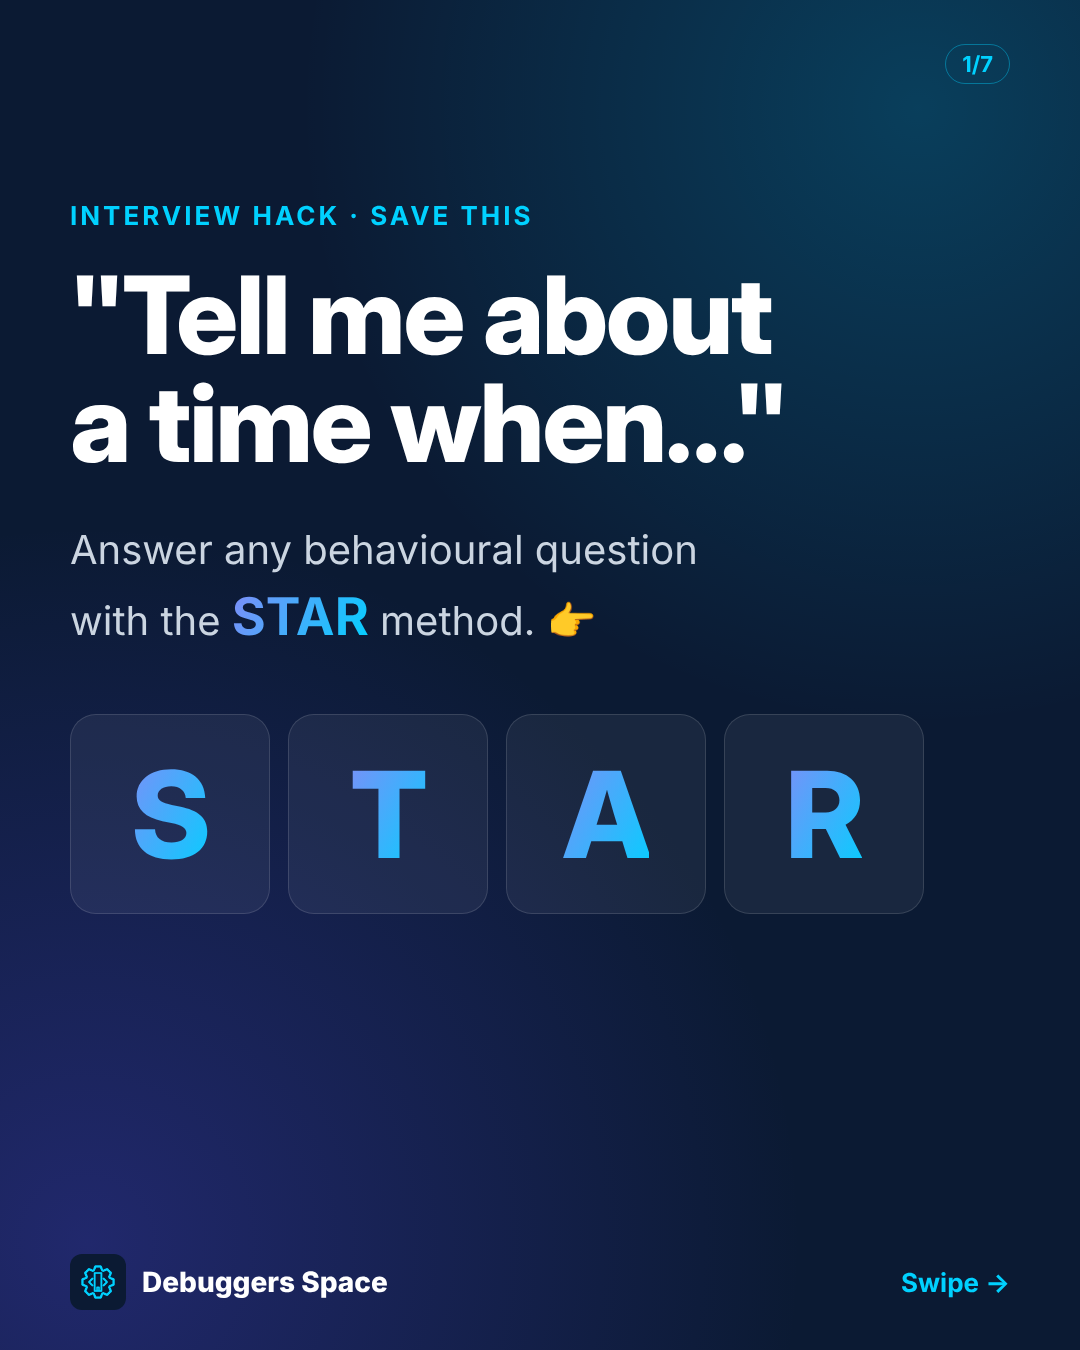 1/7
INTERVIEW HACK · SAVE THIS
"Tell me about
a time when..."
Answer any behavioural question
with the STAR method. 👉
S T A R
Debuggers Space
Swipe →